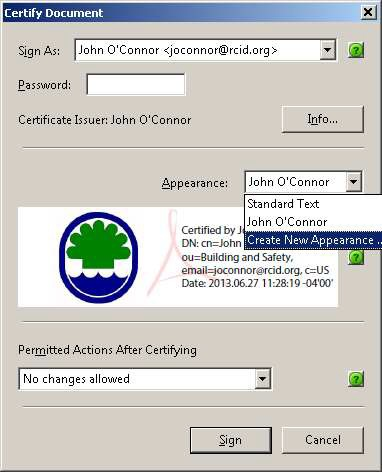 Certify Document
Sign As: John O'Connor <joconnor@rcid.org>
Password:
Certificate Issuer: John O'Connor
Info...
Appearance: John O'Connor
Standard Text
John O'Connor
Create New Appearance ..
Certified by Jo
DN: cn=John
ou=Building and Safety,
email=joconnor@rcid.org, c=US
Date: 2013.06.27 11:28:19 -04'00'
Permitted Actions After Certifying
No changes allowed
Sign
Cancel